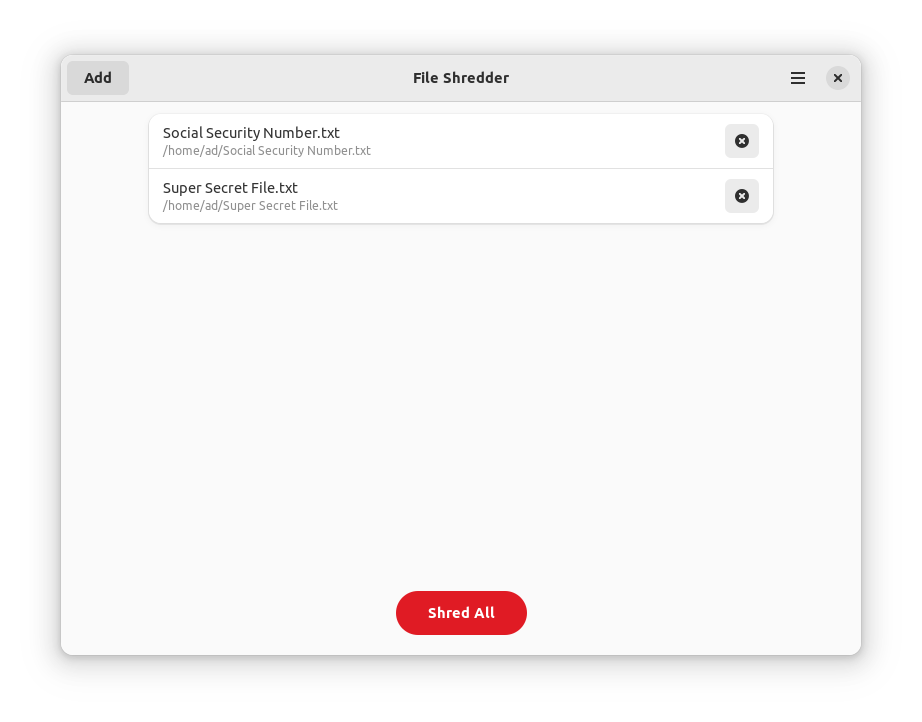 Add
File Shredder
Social Security Number.txt
/home/ad/Social Security Number.txt
Super Secret File.txt
/home/ad/Super Secret File.txt
Shred All